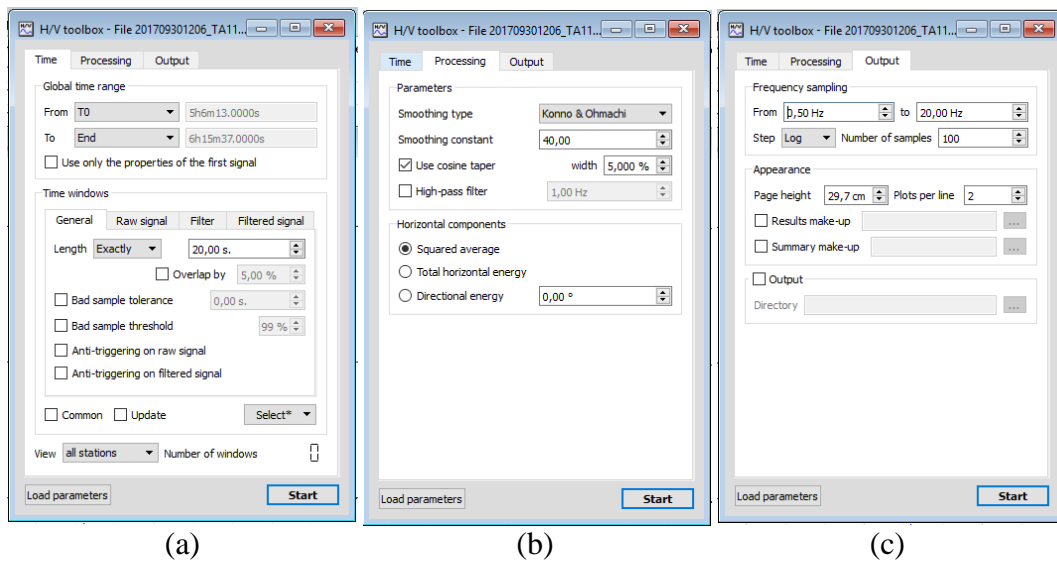 H/V toolbox - File 201709301206_TA11...
Time Processing Output
Global time range
From T0 5h6m13.0000s
To End 6h15m37.0000s
Use only the properties of the first signal
Time windows
General Raw signal Filter Filtered signal
Length Exactly 20,00 s.
Overlap by 5,00 %
Bad sample tolerance 0,00 s.
Bad sample threshold 99 %
Anti-triggering on raw signal
Anti-triggering on filtered signal
Common Update Select*
View all stations Number of windows 0
Load parameters Start
(a)
H/V toolbox - File 201709301206_TA11...
Time Processing Output
Parameters
Smoothing type Konno & Ohmachi
Smoothing constant 40,00
Use cosine taper width 5,000 %
High-pass filter 1,00 Hz
Horizontal components
Squared average
Total horizontal energy
Directional energy 0,00 °
Load parameters Start
(b)
H/V toolbox - File 201709301206_TA11...
Time Processing Output
Frequency sampling
From 0,50 Hz to 20,00 Hz
Step Log Number of samples 100
Appearance
Page height 29,7 cm Plots per line 2
Results make-up ...
Summary make-up ...
Output
Directory ...
Load parameters Start
(c)